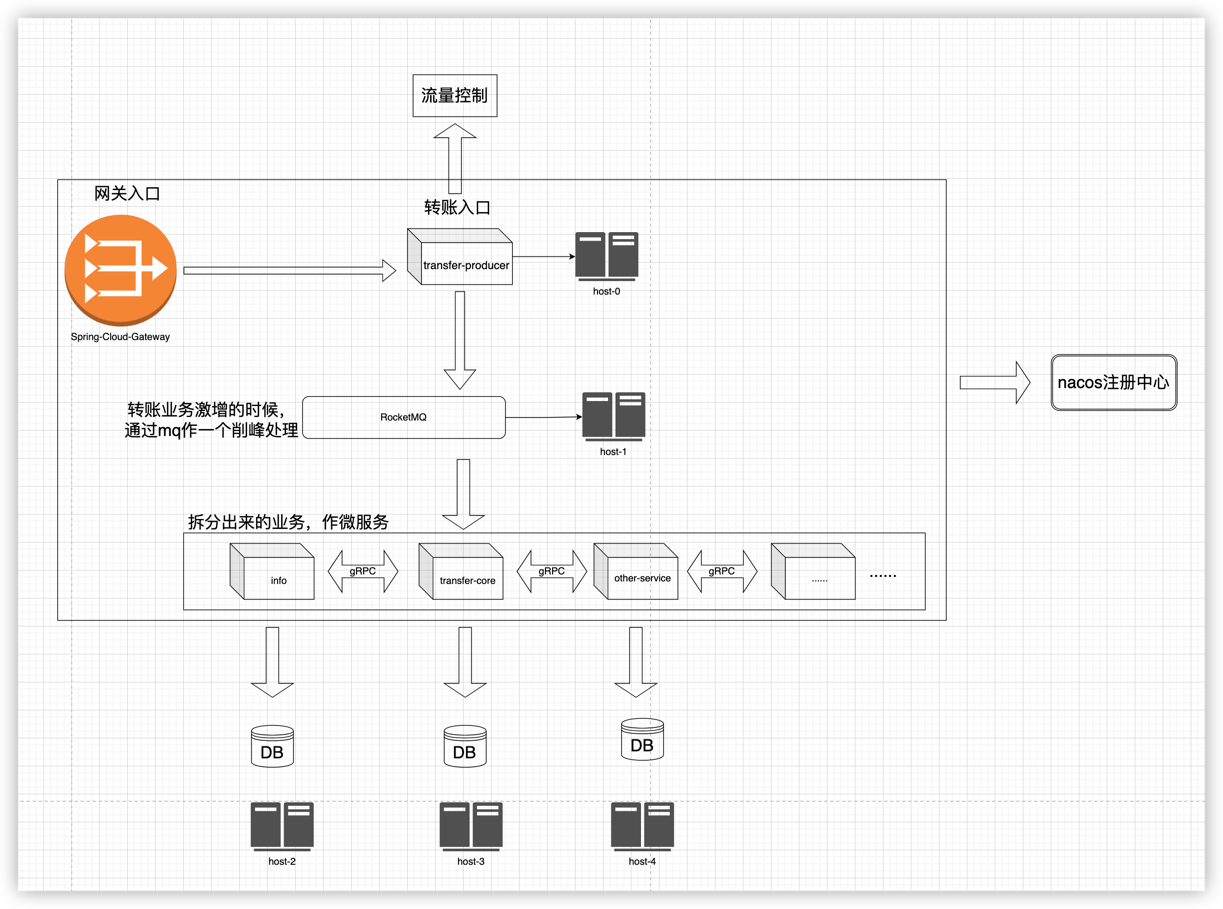 流量控制
网关入口
转账入口
transfer-producer
host-0
Spring-Cloud-Gateway
nacos注册中心
转账业务激增的时候，
通过mq作一个削峰处理
RocketMQ
host-1
拆分出来的业务，作微服务
info
gRPC
transfer-core
gRPC
other-service
gRPC
......
......
DB
DB
DB
host-2
host-3
host-4